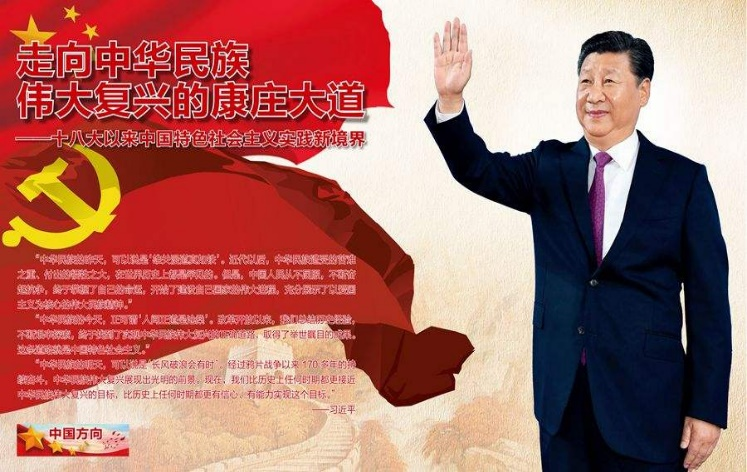 走向中华民族
伟大复兴的康庄大道
——十八大以来中国特色社会主义实践新境界
“中华民族的昨天，可以说是‘雄关漫道真如铁’。近代以后，中华民族遭受的苦难
之重、付出的牺牲之大，在世界历史上都是罕见的。但是，中国人民从不屈服，不断奋
起抗争，终于掌握了自己的命运，开始了建设自己国家的伟大进程，充分展示了以爱国
主义为核心的伟大民族精神。”
“中华民族的今天，正可谓‘人间正道是沧桑’。改革开放以来，我们总结历史经验，
不断艰辛探索，终于找到了实现中华民族伟大复兴的正确道路，取得了举世瞩目的成果。
这条道路就是中国特色社会主义。”
“中华民族的明天，可以说是‘长风破浪会有时’。经过鸦片战争以来170多年的持
续奋斗，中华民族伟大复兴展现出光明的前景。现在，我们比历史上任何时期都更接近
中华民族伟大复兴的目标，比历史上任何时期都更有信心、有能力实现这个目标。”
——习近平
中国方向